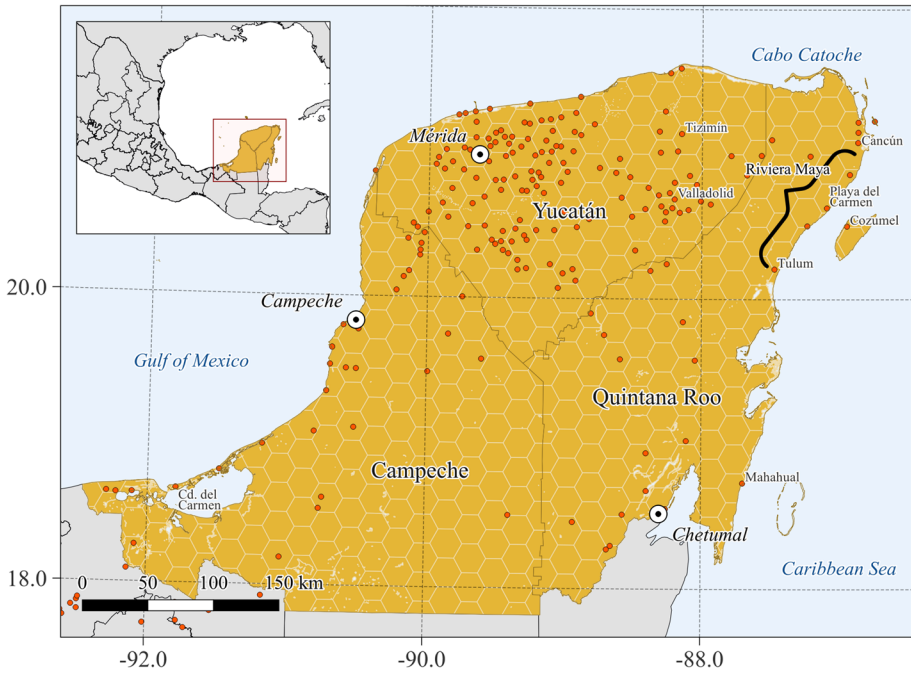 Cabo Catoche
Mérida
Tizimín
Cancún
Riviera Maya
Valladolid
Playa del
Carmen
Yucatán
Cozumel
Tulum
20.0
Campeche
Gulf of Mexico
Quintana Roo
Campeche
Mahahual
Cd. del
Carmen
Chetumal
18.0
0 50 100 150 km
Caribbean Sea
-92.0 -90.0 -88.0